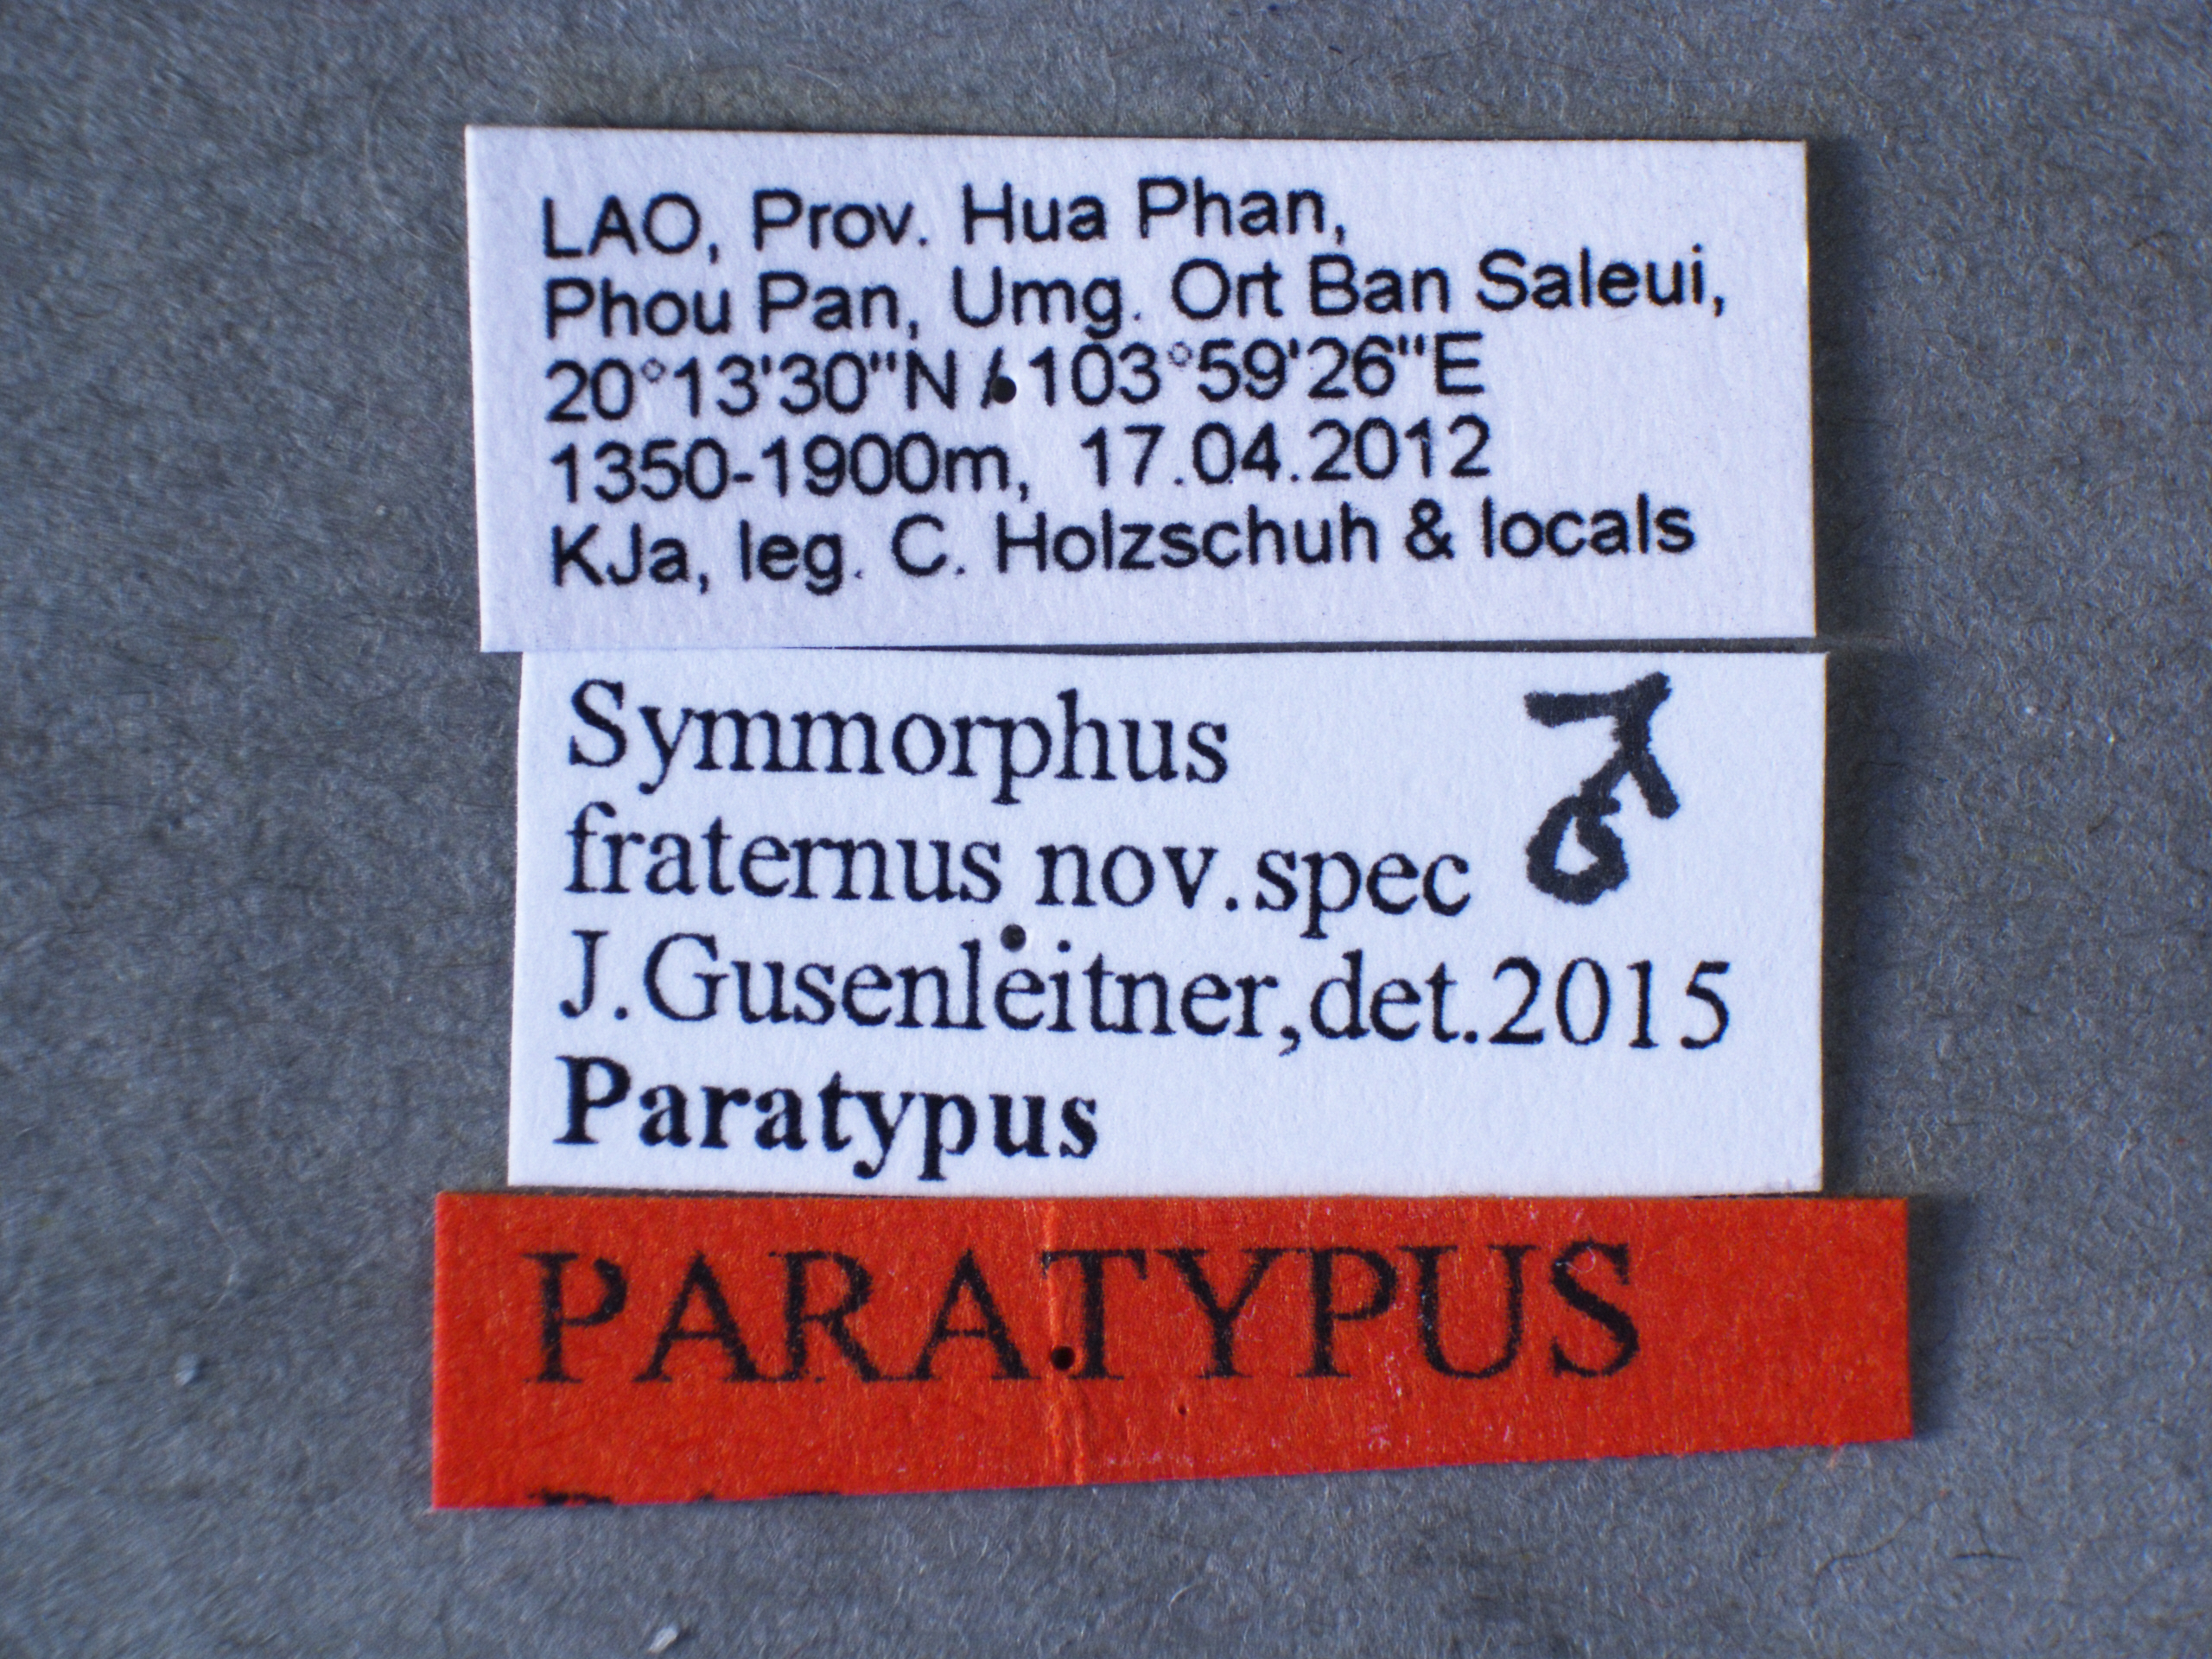 LAO, Prov. Hua Phan,
Phou Pan, Umg. Ort Ban Saleui,
20°13'30"N / 103°59'26"E
1350-1900m, 17.04.2012
KJa, leg. C. Holzschuh & locals
Symmorphus ♂
fraternus nov.spec
J.Gusenleitner,det.2015
Paratypus
PARATYPUS